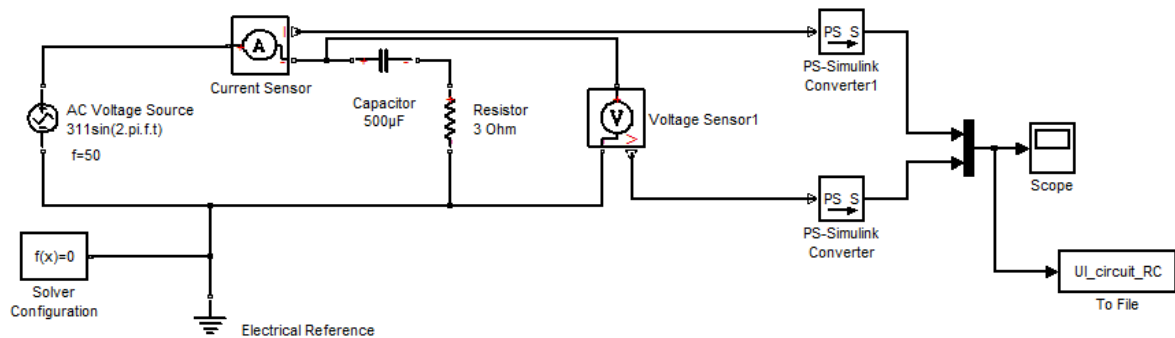 A
I
Current Sensor
PS S
PS-Simulink
Converter1
AC Voltage Source
311sin(2.pi.f.t)
f=50
Capacitor
500µF
Resistor
3 Ohm
V
Voltage Sensor1
V
Scope
PS S
PS-Simulink
Converter
f(x)=0
Solver
Configuration
Electrical Reference
UI_circuit_RC
To File